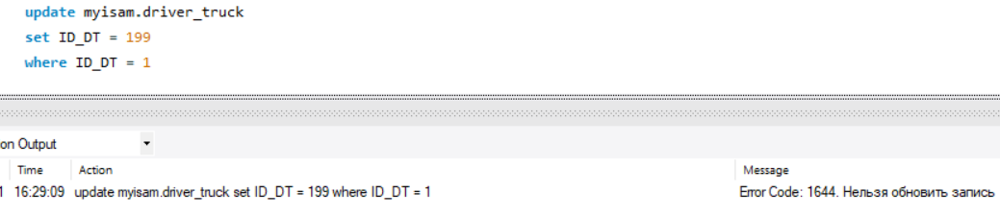 update myisam.driver_truck
set ID_DT = 199
where ID_DT = 1
on Output
Time Action Message
1 16:29:09 update myisam.driver_truck set ID_DT = 199 where ID_DT = 1 Error Code: 1644. Нельзя обновить запись